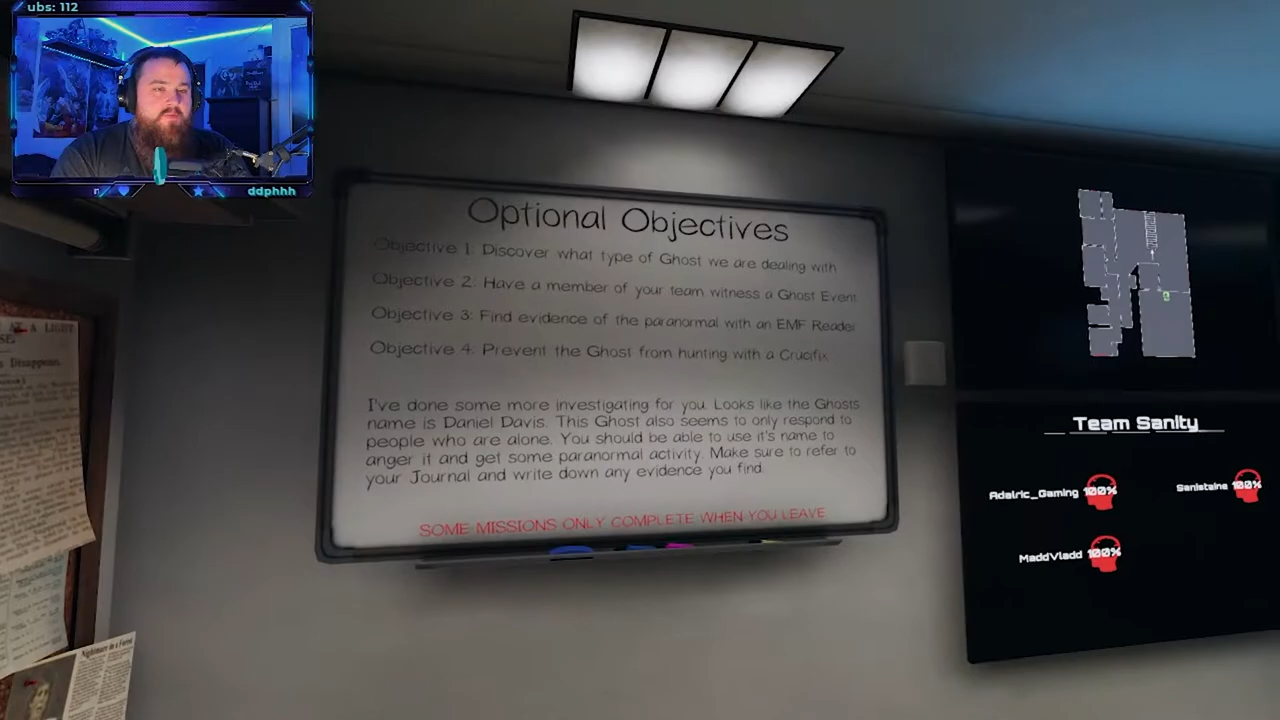 ubs: 112
ddphhh
Optional Objectives
Objective 1: Discover what type of Ghost we are dealing with
Objective 2: Have a member of your team witness a Ghost Event
Objective 3: Find evidence of the paranormal with an EMF Reader
Objective 4: Prevent the Ghost from hunting with a Crucifix
I've done some more investigating for you. Looks like the Ghosts
name is Daniel Davis. This Ghost also seems to only respond to
people who are alone. You should be able to use it's name to
anger it and get some paranormal activity. Make sure to refer to
your Journal and write down any evidence you find
SOME MISSIONS ONLY COMPLETE WHEN YOU LEAVE
Team Sanity
Adalric_Gaming 100%
Sanistaine 100%
MaddVladd 100%
Disappear.
Nightmare in a Forest